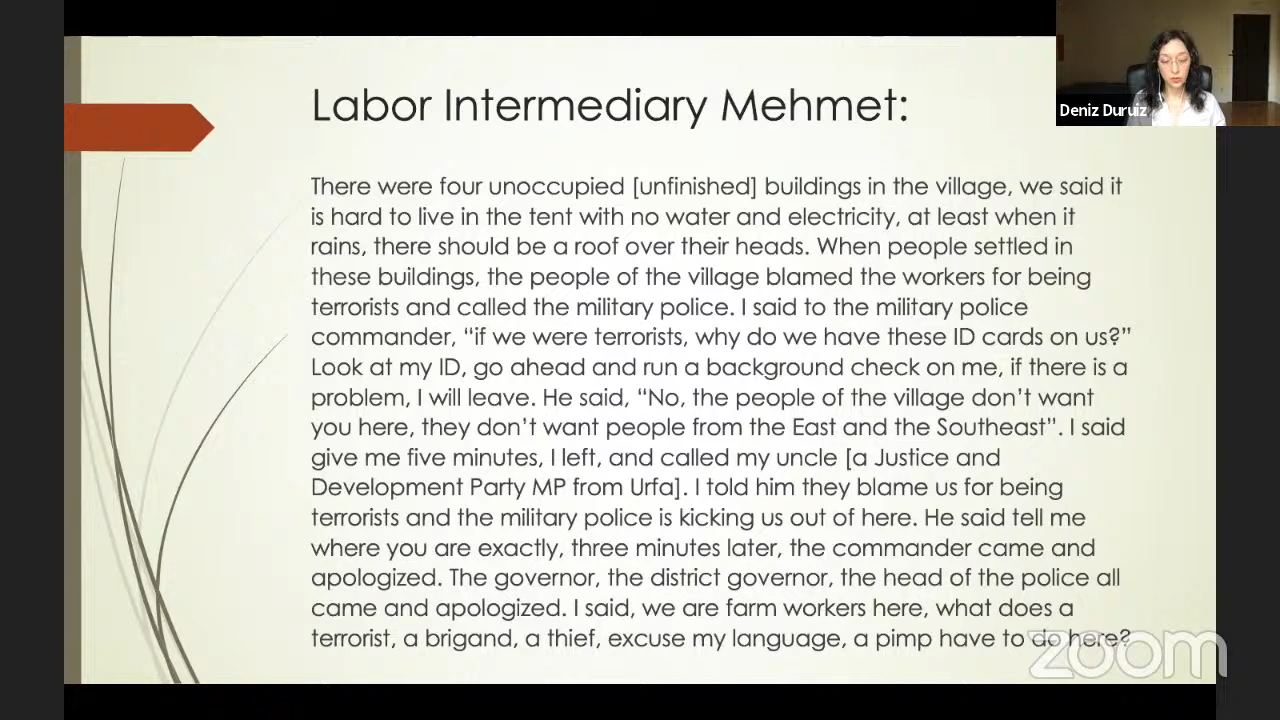 Deniz Duruiz
Labor Intermediary Mehmet:
There were four unoccupied [unfinished] buildings in the village, we said it
is hard to live in the tent with no water and electricity, at least when it
rains, there should be a roof over their heads. When people settled in
these buildings, the people of the village blamed the workers for being
terrorists and called the military police. I said to the military police
commander, “if we were terrorists, why do we have these ID cards on us?”
Look at my ID, go ahead and run a background check on me, if there is a
problem, I will leave. He said, “No, the people of the village don’t want
you here, they don’t want people from the East and the Southeast”. I said
give me five minutes, I left, and called my uncle [a Justice and
Development Party MP from Urfa]. I told him they blame us for being
terrorists and the military police is kicking us out of here. He said tell me
where you are exactly, three minutes later, the commander came and
apologized. The governor, the district governor, the head of the police all
came and apologized. I said, we are farm workers here, what does a
terrorist, a brigand, a thief, excuse my language, a pimp have to do here?
zoom